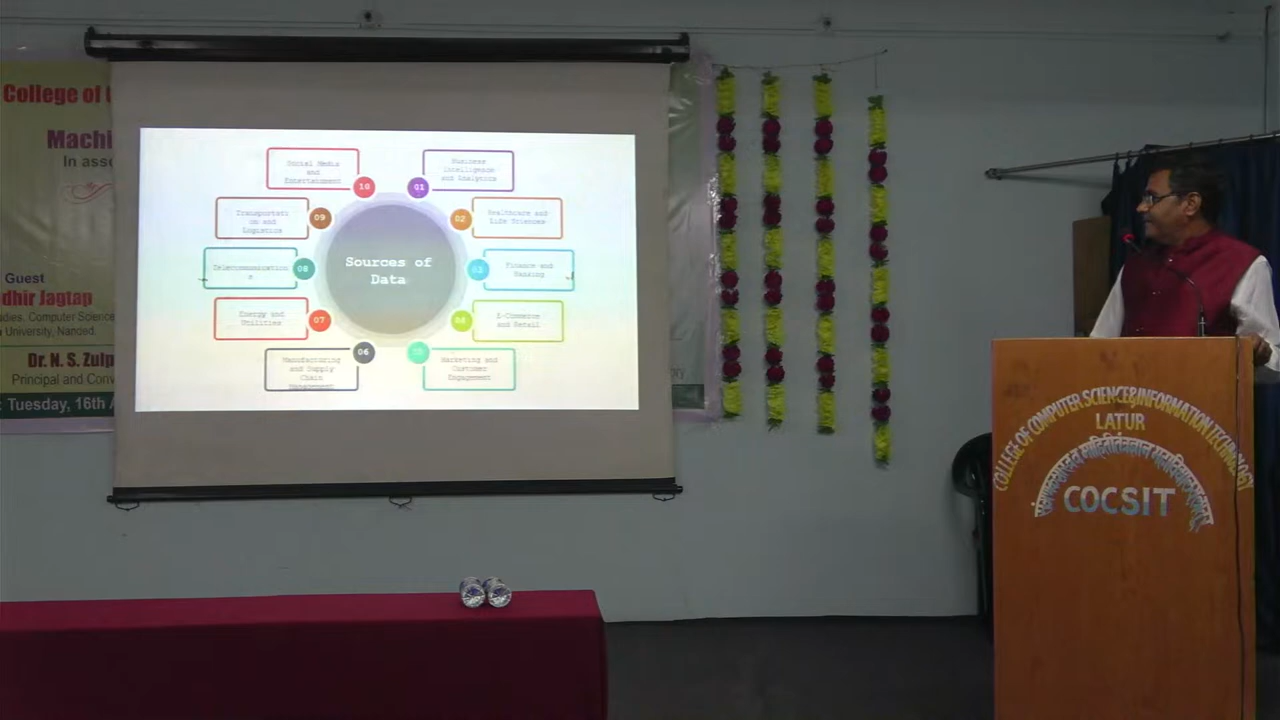 College of
Machi
In ass
Guest
dhir Jagtap
dies, Computer Science
University, Nanded.
Dr. N. S. Zulp
Principal and Conv
Tuesday, 16th
Sources of
Data
10
Social Media
and
Entertainment
01
Business
Intelligence
and Analytics
02
Healthcare and
Life Sciences
03
Finance and
Banking
04
E-Commerce
and Retail
05
Marketing and
Customer
Engagement
06
Manufacturing
and Supply
Chain
Management
07
Energy and
Utilities
08
Telecommunication
s
09
Transportati
on and
Logistics
COLLEGE OF COMPUTER SCIENCE & INFORMATION TECHNOLOGY
LATUR
COCSIT